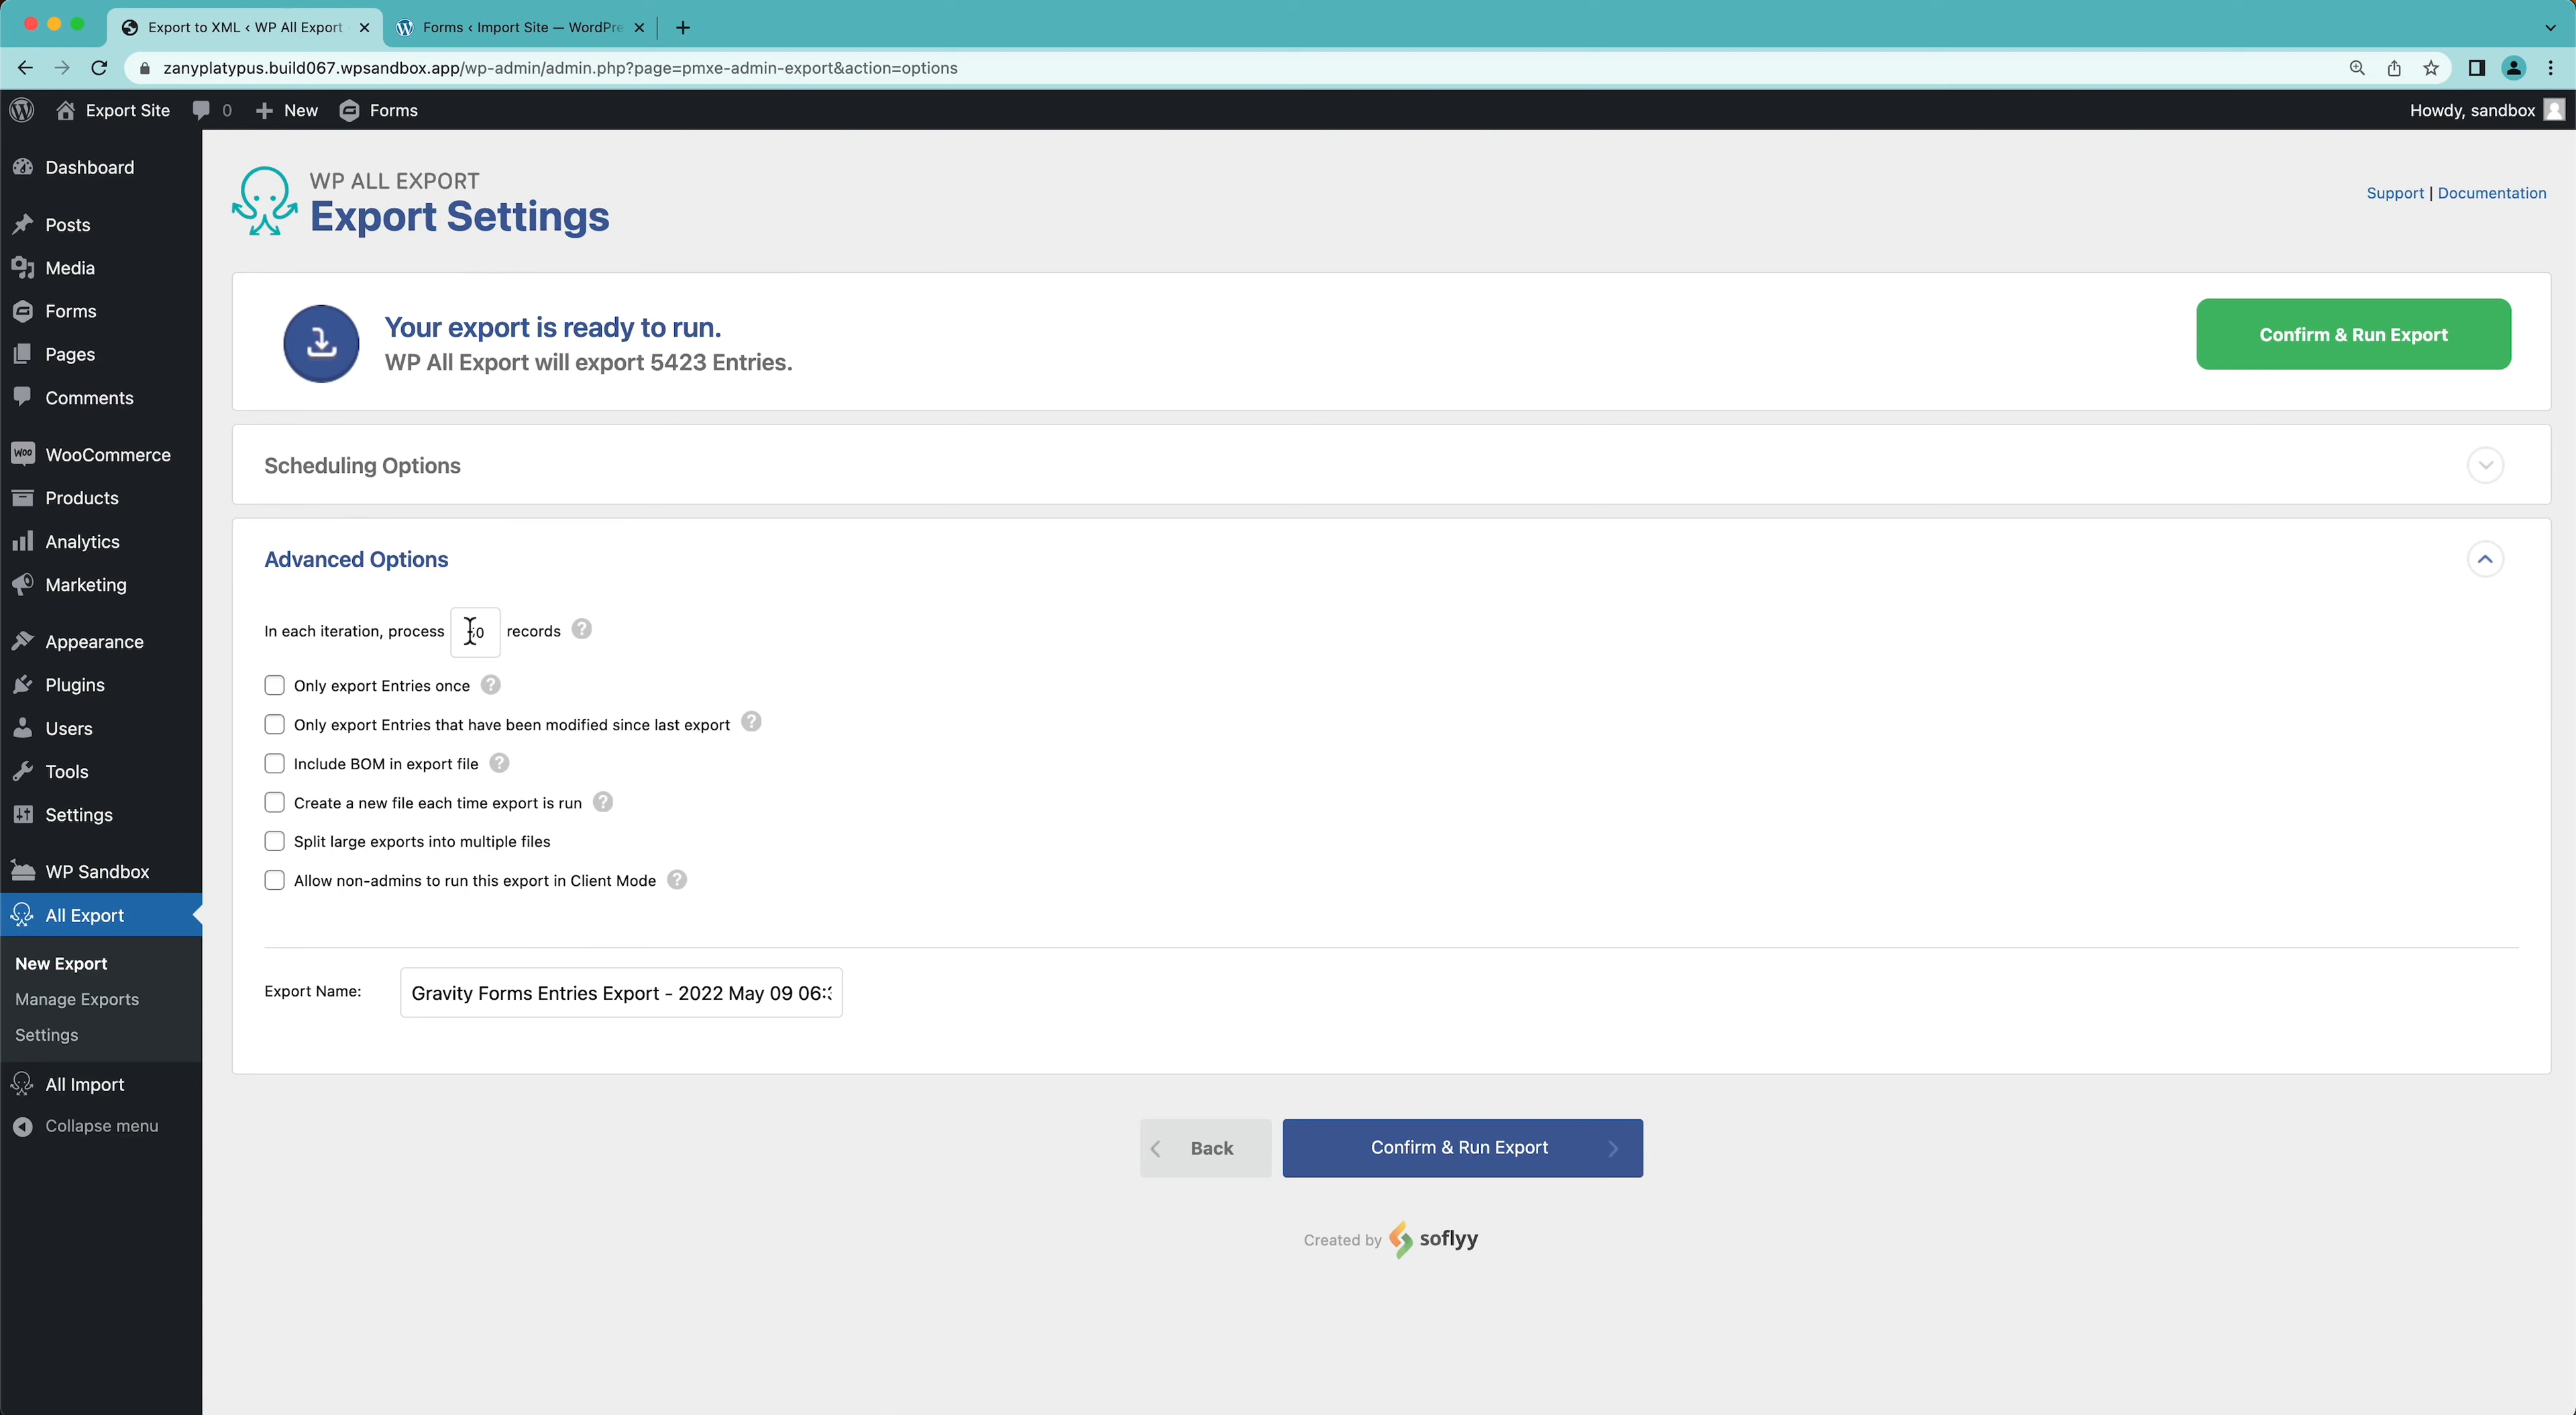 Export to XML ‹ WP All Export
Forms ‹ Import Site — WordPre
zanyplatypus.build067.wpsandbox.app/wp-admin/admin.php?page=pmxe-admin-export&action=options
Export Site
0
New
Forms
Howdy, sandbox
Dashboard
Posts
Media
Forms
Pages
Comments
WooCommerce
Products
Analytics
Marketing
Appearance
Plugins
Users
Tools
Settings
WP Sandbox
All Export
New Export
Manage Exports
Settings
All Import
Collapse menu
WP ALL EXPORT
Export Settings
Support | Documentation
Your export is ready to run.
WP All Export will export 5423 Entries.
Confirm & Run Export
Scheduling Options
Advanced Options
In each iteration, process records
Only export Entries once
Only export Entries that have been modified since last export
Include BOM in export file
Create a new file each time export is run
Split large exports into multiple files
Allow non-admins to run this export in Client Mode
Export Name:
Gravity Forms Entries Export - 2022 May 09 06:
Back
Confirm & Run Export
Created by soflyy